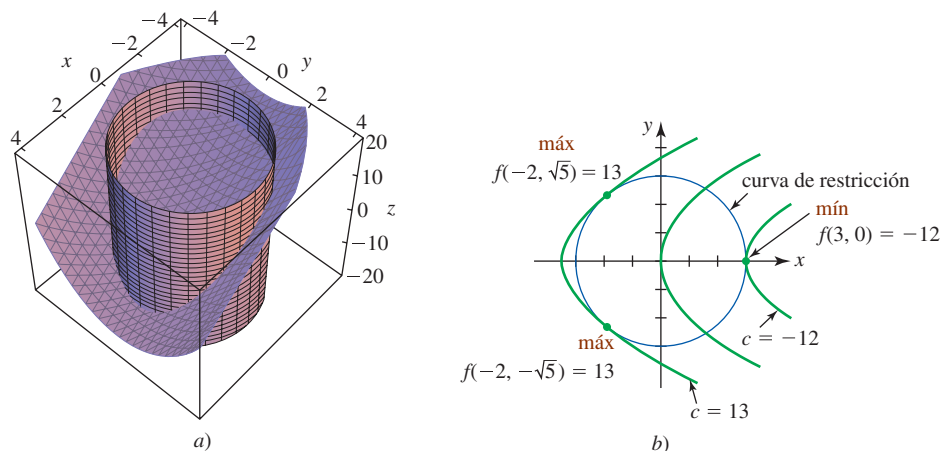 −4 −4
x −2 −2 y
0 0
2 2
4 4
20
10
0 z
−10
−20
a)
y
máx
f(−2, √5) = 13
curva de restricción
mín
f(3, 0) = −12
x
máx
c = −12
f(−2, −√5) = 13
c = 13
b)